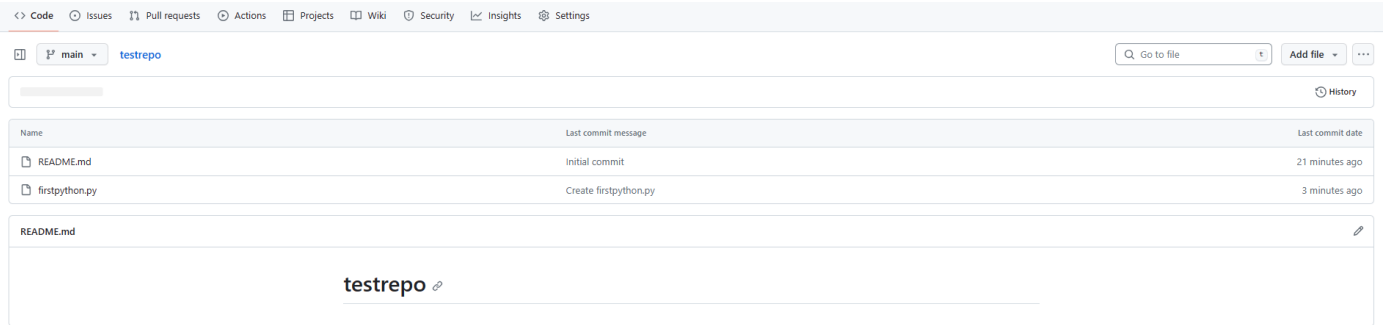 Code Issues Pull requests Actions Projects Wiki Security Insights Settings
main testrepo Go to file t Add file
History
Name Last commit message Last commit date
README.md Initial commit 21 minutes ago
firstpython.py Create firstpython.py 3 minutes ago
README.md
testrepo